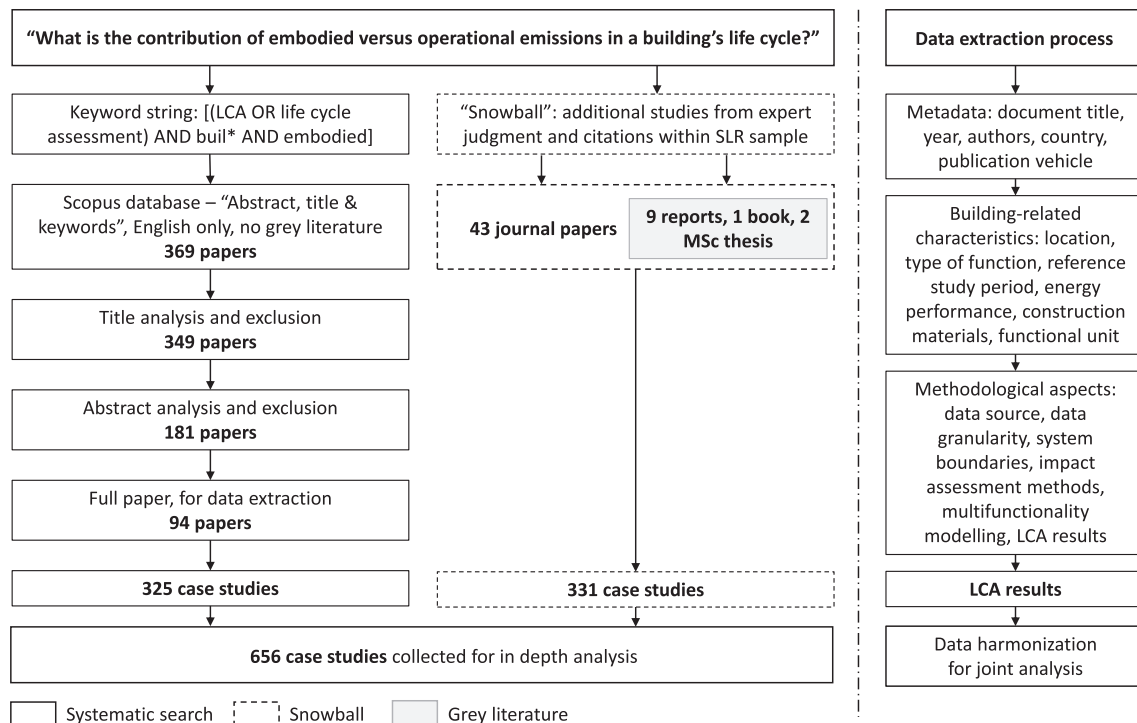 “What is the contribution of embodied versus operational emissions in a building’s life cycle?”
Keyword string: [(LCA OR life cycle
assessment) AND buil* AND embodied]
Scopus database – “Abstract, title &
keywords”, English only, no grey literature
369 papers
Title analysis and exclusion
349 papers
Abstract analysis and exclusion
181 papers
Full paper, for data extraction
94 papers
325 case studies
“Snowball”: additional studies from expert
judgment and citations within SLR sample
43 journal papers
9 reports, 1 book, 2
MSc thesis
331 case studies
656 case studies collected for in depth analysis
Systematic search
Snowball
Grey literature
Data extraction process
Metadata: document title,
year, authors, country,
publication vehicle
Building-related
characteristics: location,
type of function, reference
study period, energy
performance, construction
materials, functional unit
Methodological aspects:
data source, data
granularity, system
boundaries, impact
assessment methods,
multifunctionality
modelling, LCA results
LCA results
Data harmonization
for joint analysis